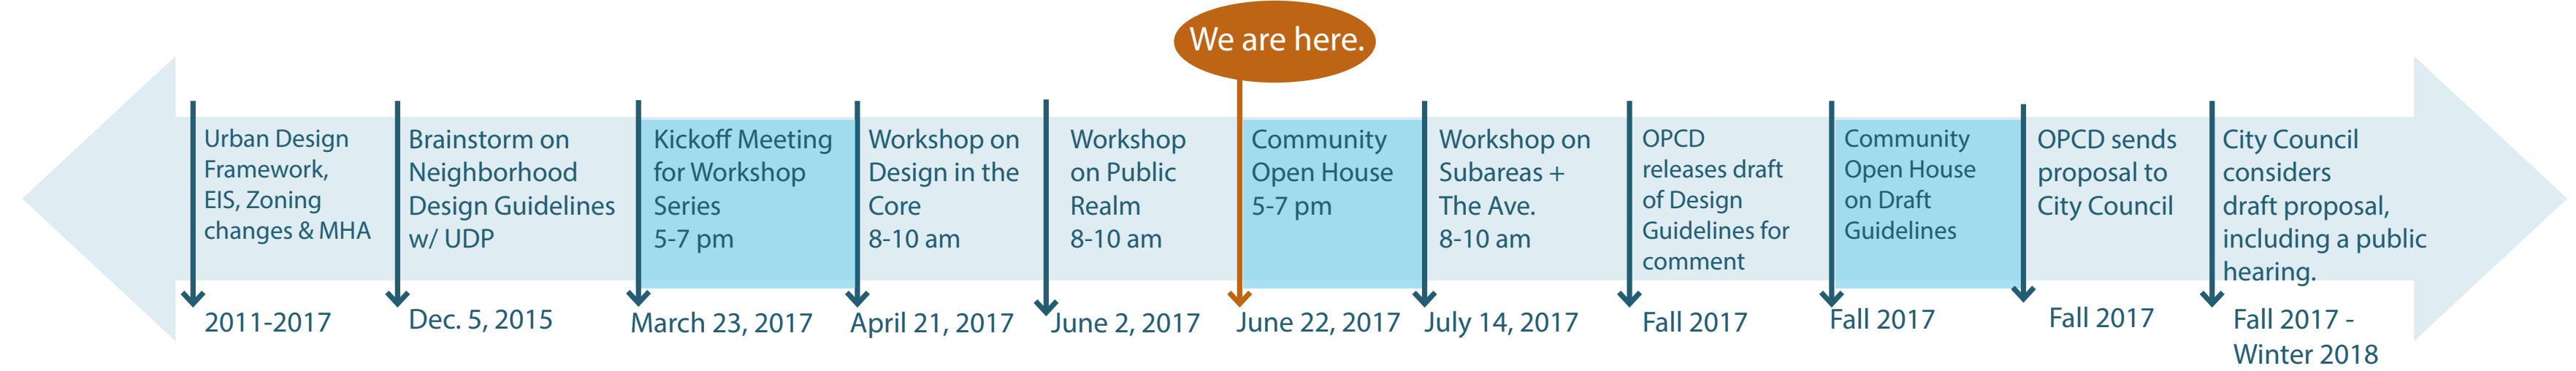 We are here.
Urban Design
Framework,
EIS, Zoning
changes & MHA
2011-2017
Brainstorm on
Neighborhood
Design Guidelines
w/ UDP
Dec. 5, 2015
Kickoff Meeting
for Workshop
Series
5-7 pm
March 23, 2017
Workshop on
Design in the
Core
8-10 am
April 21, 2017
Workshop
on Public
Realm
8-10 am
June 2, 2017
Community
Open House
5-7 pm
June 22, 2017
Workshop on
Subareas +
The Ave.
8-10 am
July 14, 2017
OPCD
releases draft
of Design
Guidelines for
comment
Fall 2017
Community
Open House
on Draft
Guidelines
Fall 2017
OPCD sends
proposal to
City Council
Fall 2017
City Council
considers
draft proposal,
including a public
hearing.
Fall 2017 -
Winter 2018